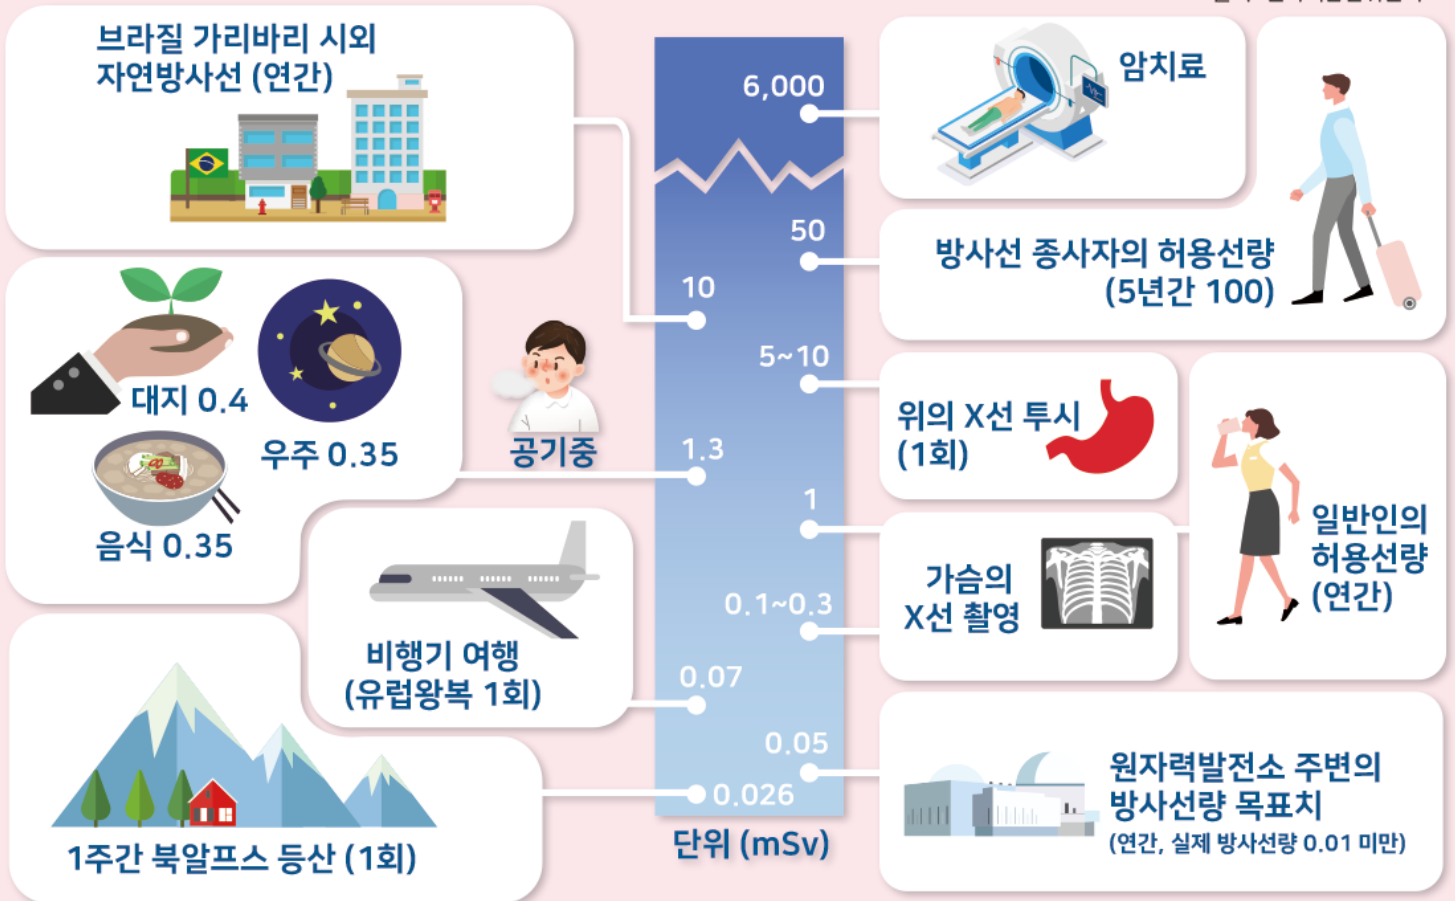 브라질 가리바리 시외
자연방사선 (연간)
대지 0.4
우주 0.35
음식 0.35
공기중
비행기 여행
(유럽왕복 1회)
1주간 북알프스 등산 (1회)
6,000
50
10
5~10
1.3
1
0.1~0.3
0.07
0.05
0.026
단위 (mSv)
암치료
방사선 종사자의 허용선량
(5년간 100)
위의 X선 투시
(1회)
가슴의
X선 촬영
일반인의
허용선량
(연간)
원자력발전소 주변의
방사선량 목표치
(연간, 실제 방사선량 0.01 미만)